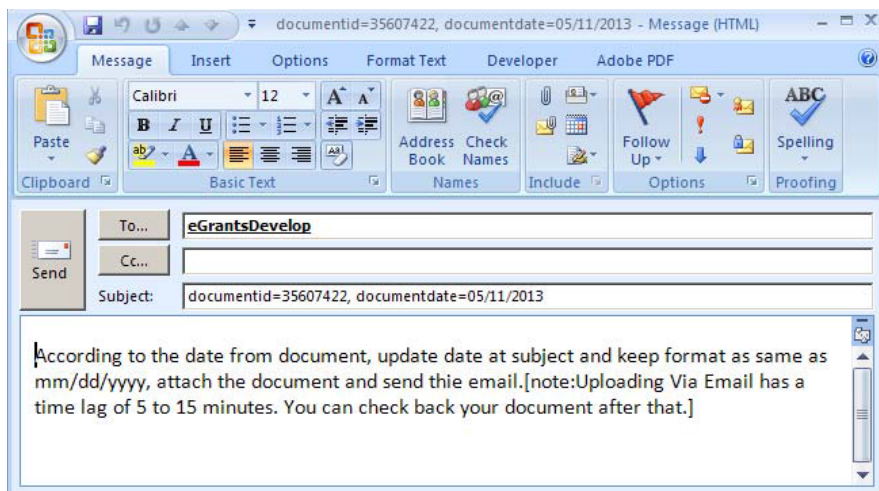 documentid=35607422, documentdate=05/11/2013 - Message (HTML)
Message Insert Options Format Text Developer Adobe PDF
Calibri 12 A A ABC
Paste B I U Address Book Check Names Follow Up Spelling
ab A
Clipboard Basic Text Names Include Options Proofing
To... eGrantsDevelop
Cc...
Send
Subject: documentid=35607422, documentdate=05/11/2013
According to the date from document, update date at subject and keep format as same as
mm/dd/yyyy, attach the document and send thie email.[note:Uploading Via Email has a
time lag of 5 to 15 minutes. You can check back your document after that.]